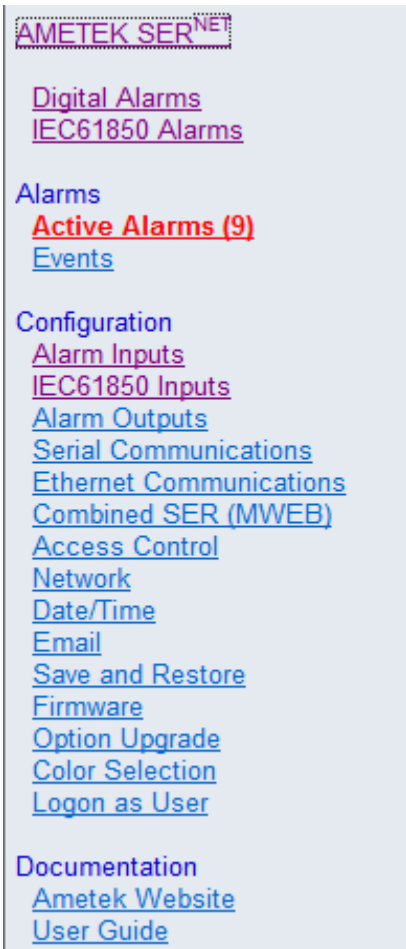 AMETEK SERNET
Digital Alarms
IEC61850 Alarms
Alarms
Active Alarms (9)
Events
Configuration
Alarm Inputs
IEC61850 Inputs
Alarm Outputs
Serial Communications
Ethernet Communications
Combined SER (MWEB)
Access Control
Network
Date/Time
Email
Save and Restore
Firmware
Option Upgrade
Color Selection
Logon as User
Documentation
Ametek Website
User Guide